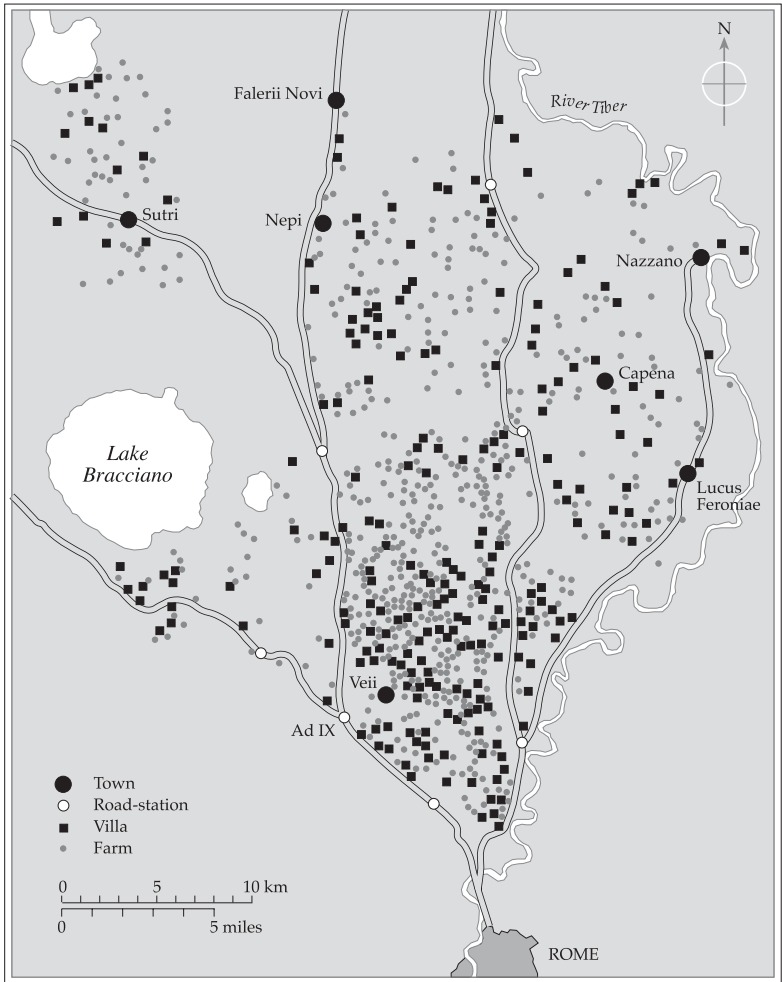 N
River Tiber
Falerii Novi
Sutri
Nepi
Nazzano
Capena
Lake
Bracciano
Lucus
Feroniae
Veii
Ad IX
Town
Road-station
Villa
Farm
0 5 10 km
0 5 miles
ROME